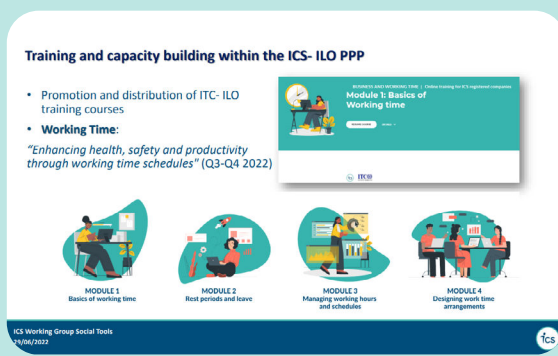 Training and capacity building within the ICS- ILO PPP
• Promotion and distribution of ITC- ILO
training courses
• Working Time:
"Enhancing health, safety and productivity
through working time schedules" (Q3-Q4 2022)
BUSINESS AND WORKING TIME | Online training for ICS registered companies
Module 1: Basics of
Working time
MODULE 1
Basics of working time
MODULE 2
Rest periods and leave
MODULE 3
Managing working hours
and schedules
MODULE 4
Designing work time
arrangements
ICS Working Group Social Tools
29/06/2022
ics